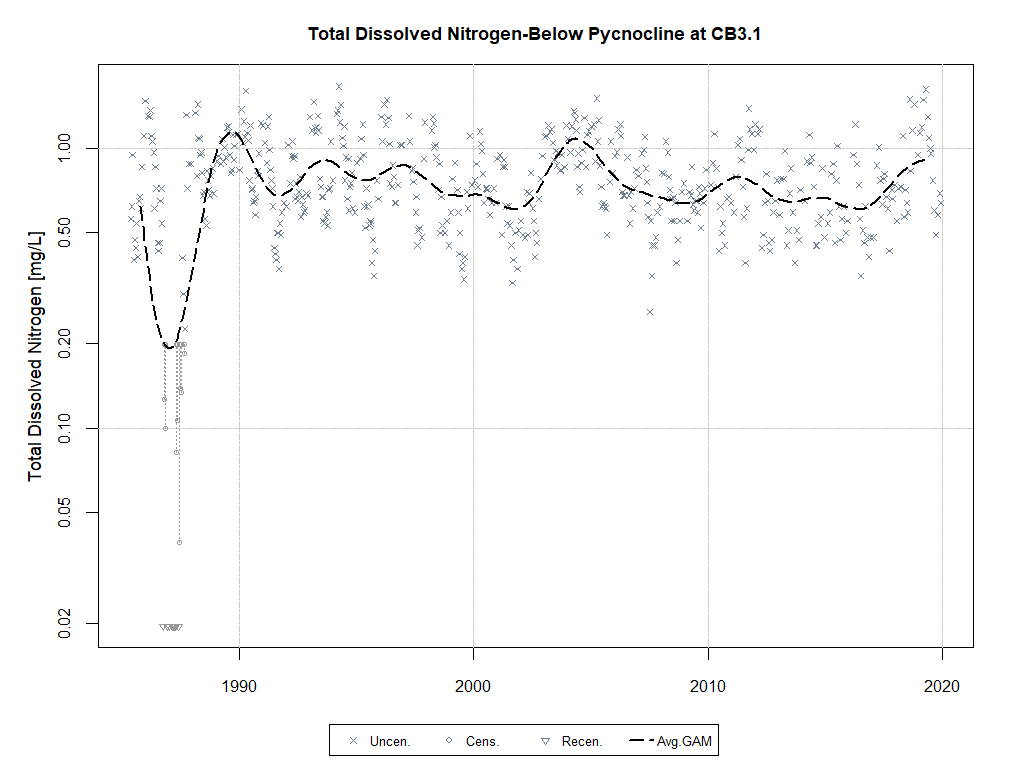 Total Dissolved Nitrogen-Below Pycnocline at CB3.1
Total Dissolved Nitrogen [mg/L]
1.00
0.50
0.20
0.10
0.05
0.02
1990 2000 2010 2020
Uncen. Cens. Recen. Avg.GAM